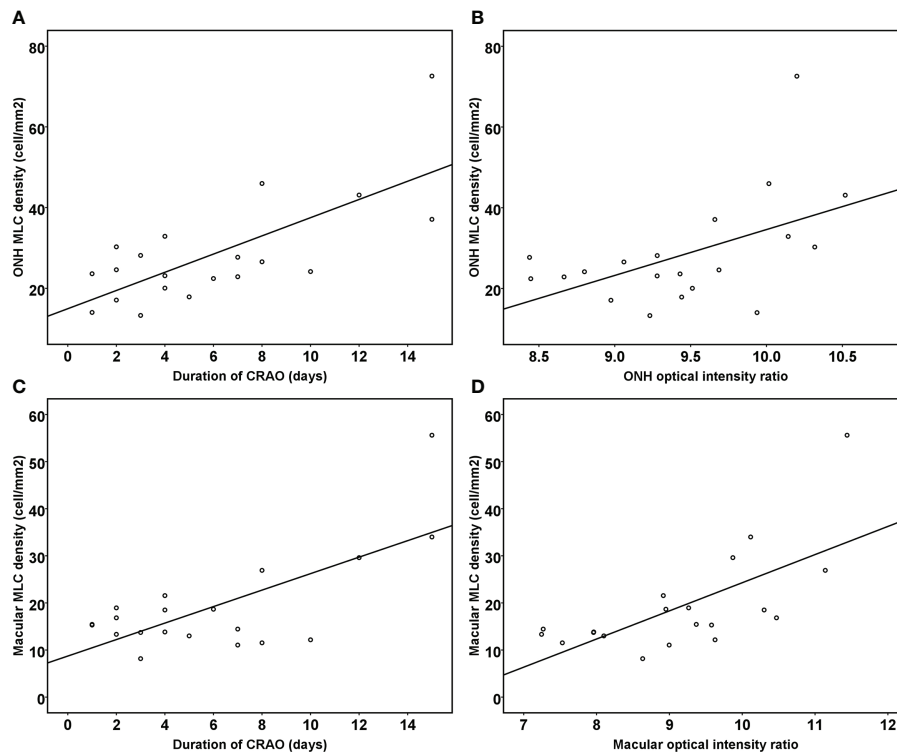 A
ONH MLC density (cell/mm2)
80
60
40
20
0 2 4 6 8 10 12 14
Duration of CRAO (days)
B
ONH MLC density (cell/mm2)
80
60
40
20
8.5 9.0 9.5 10.0 10.5
ONH optical intensity ratio
C
Macular MLC density (cell/mm2)
60
50
40
30
20
10
0
0 2 4 6 8 10 12 14
Duration of CRAO (days)
D
Macular MLC density (cell/mm2)
60
50
40
30
20
10
0
7 8 9 10 11 12
Macular optical intensity ratio